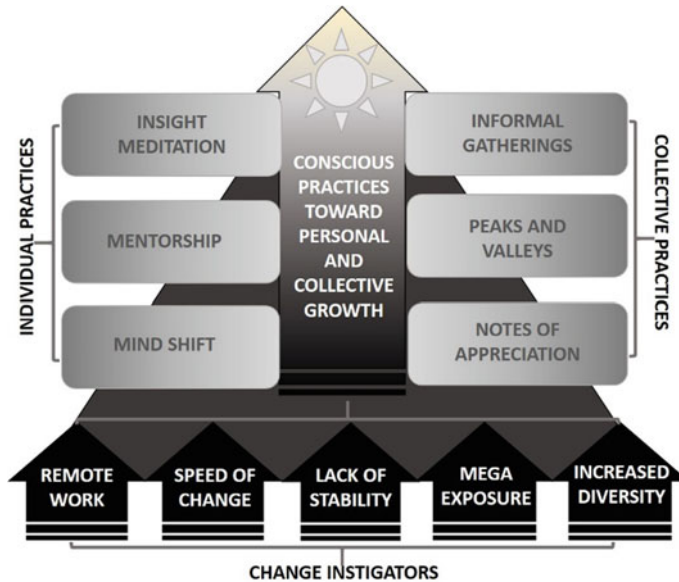 INDIVIDUAL PRACTICES
INSIGHT
MEDITATION
MENTORSHIP
MIND SHIFT
CONSCIOUS
PRACTICES
TOWARD
PERSONAL
AND
COLLECTIVE
GROWTH
INFORMAL
GATHERINGS
PEAKS AND
VALLEYS
NOTES OF
APPRECIATION
COLLECTIVE PRACTICES
REMOTE
WORK
SPEED OF
CHANGE
LACK OF
STABILITY
MEGA
EXPOSURE
INCREASED
DIVERSITY
CHANGE INSTIGATORS